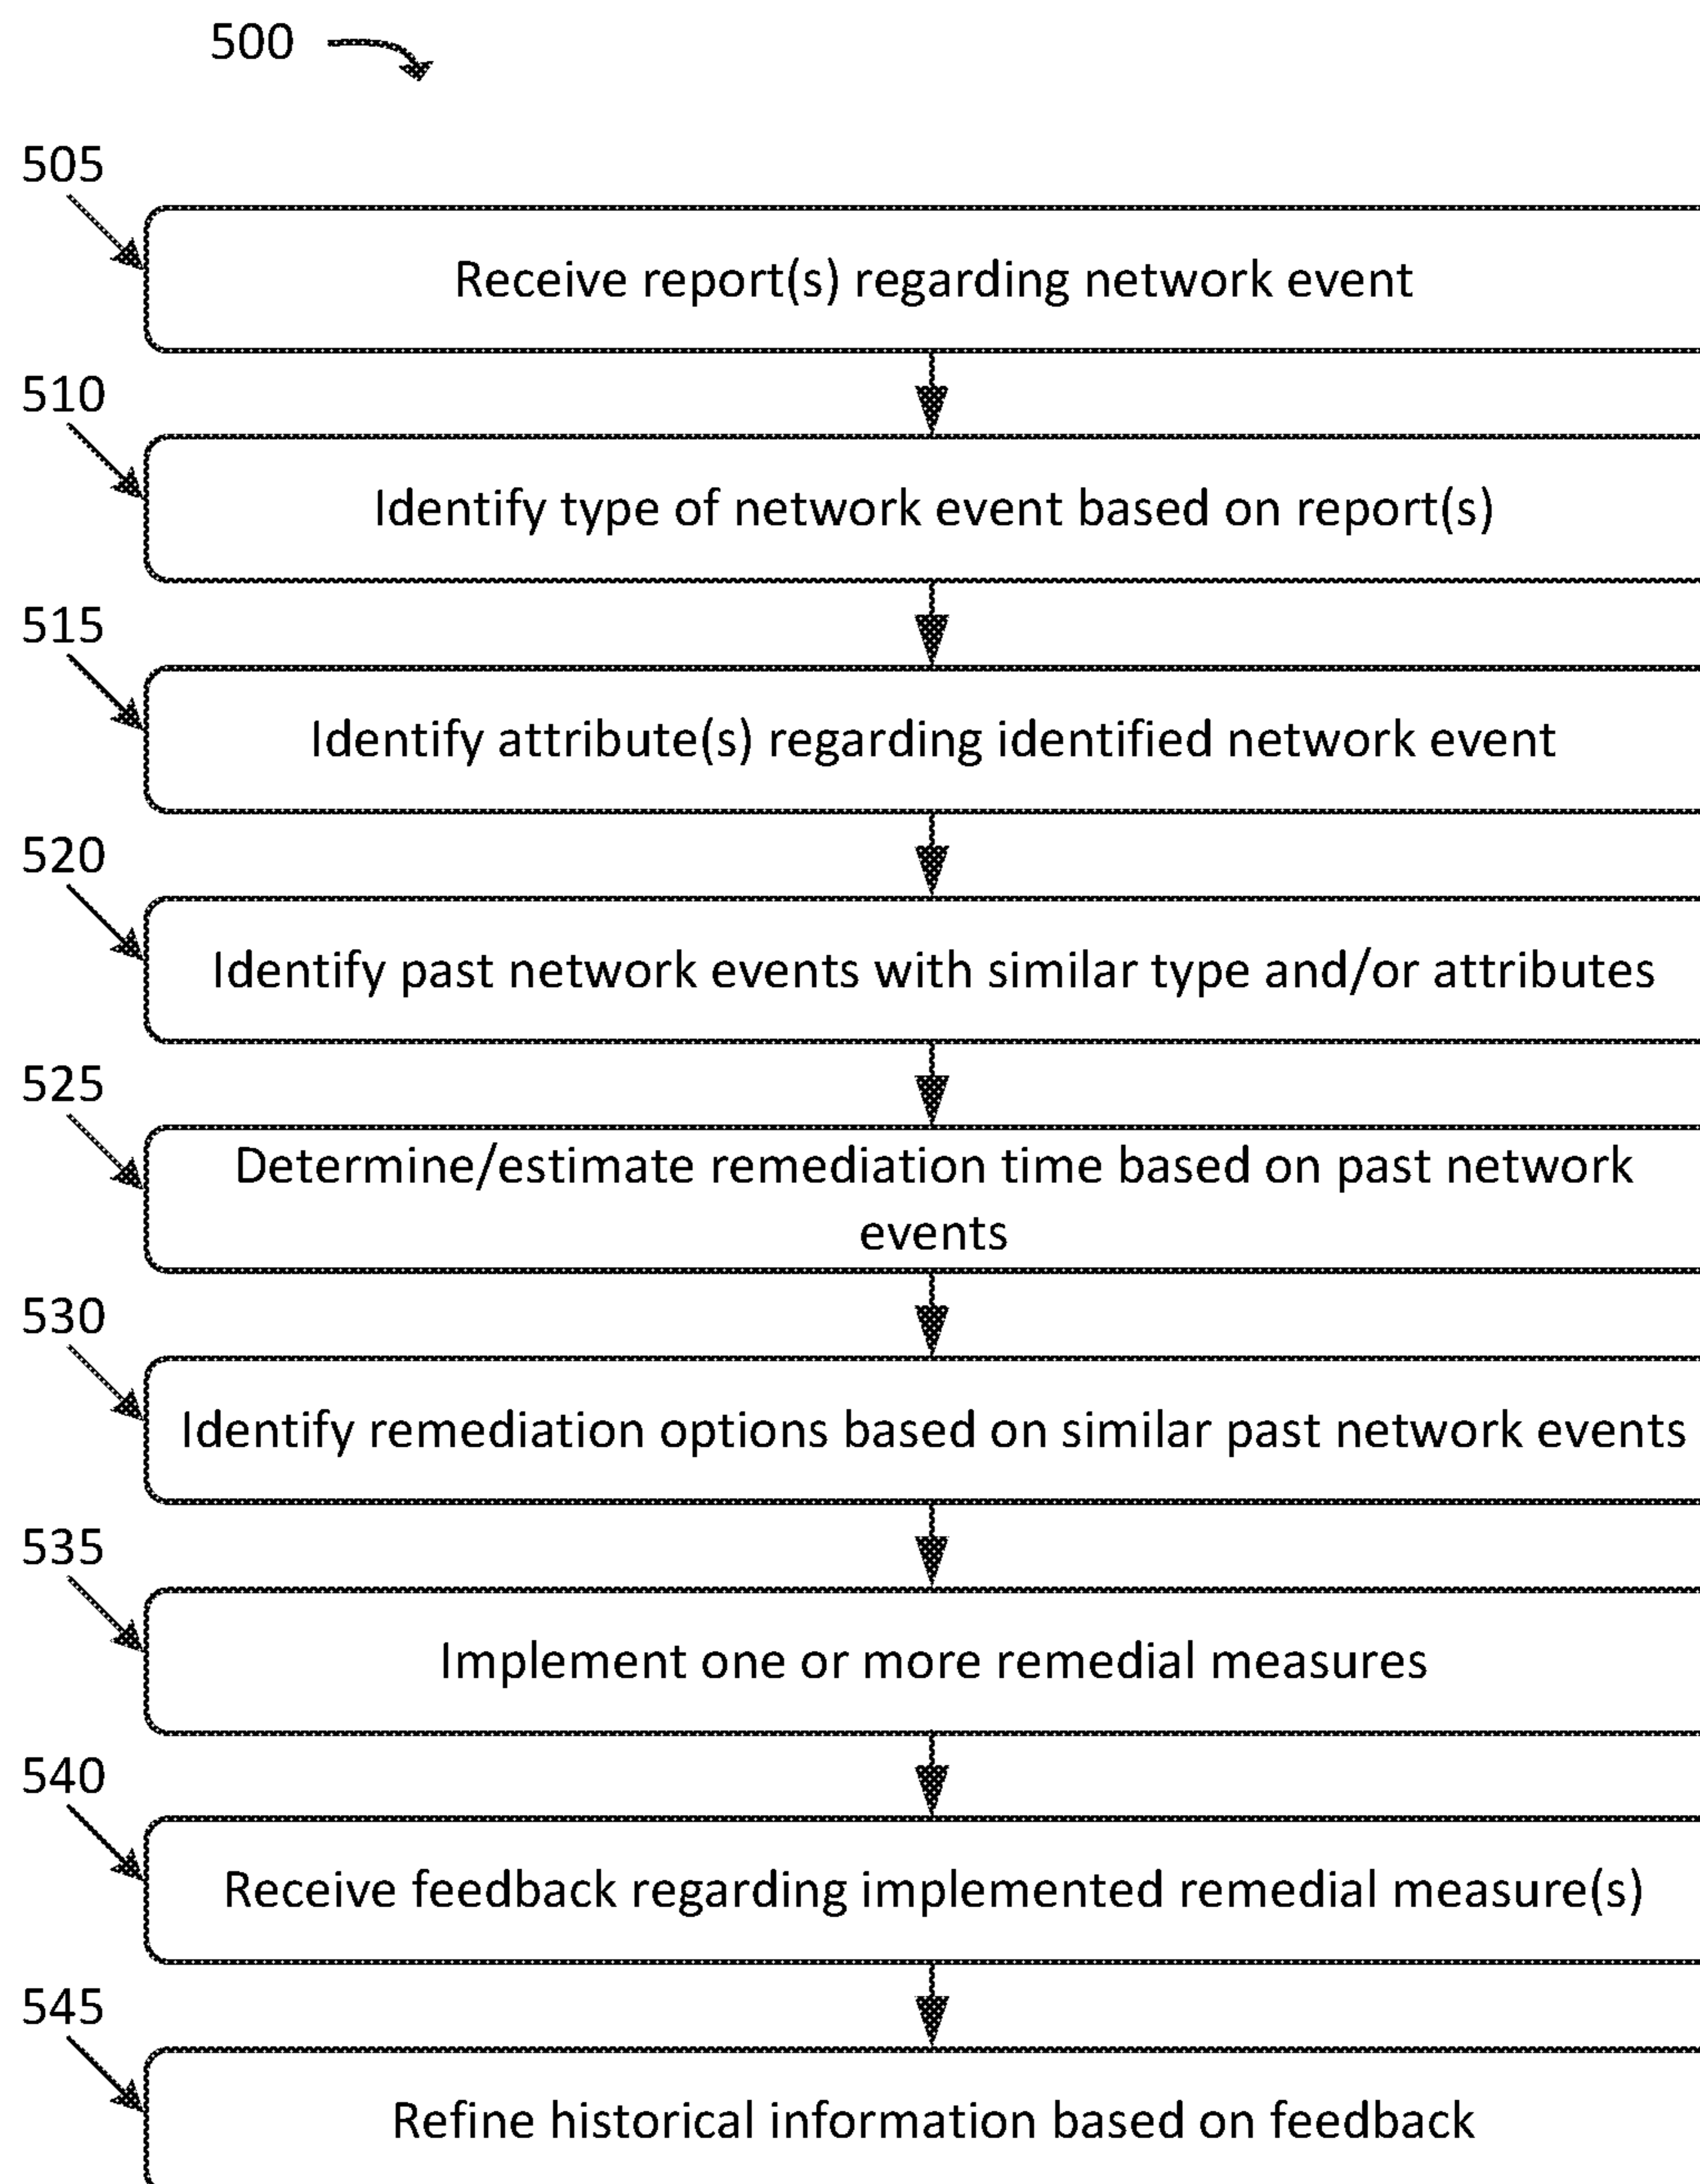 500
505
Receive report(s) regarding network event
510
Identify type of network event based on report(s)
515
Identify attribute(s) regarding identified network event
520
Identify past network events with similar type and/or attributes
525
Determine/estimate remediation time based on past network
events
530
Identify remediation options based on similar past network events
535
Implement one or more remedial measures
540
Receive feedback regarding implemented remedial measure(s)
545
Refine historical information based on feedback